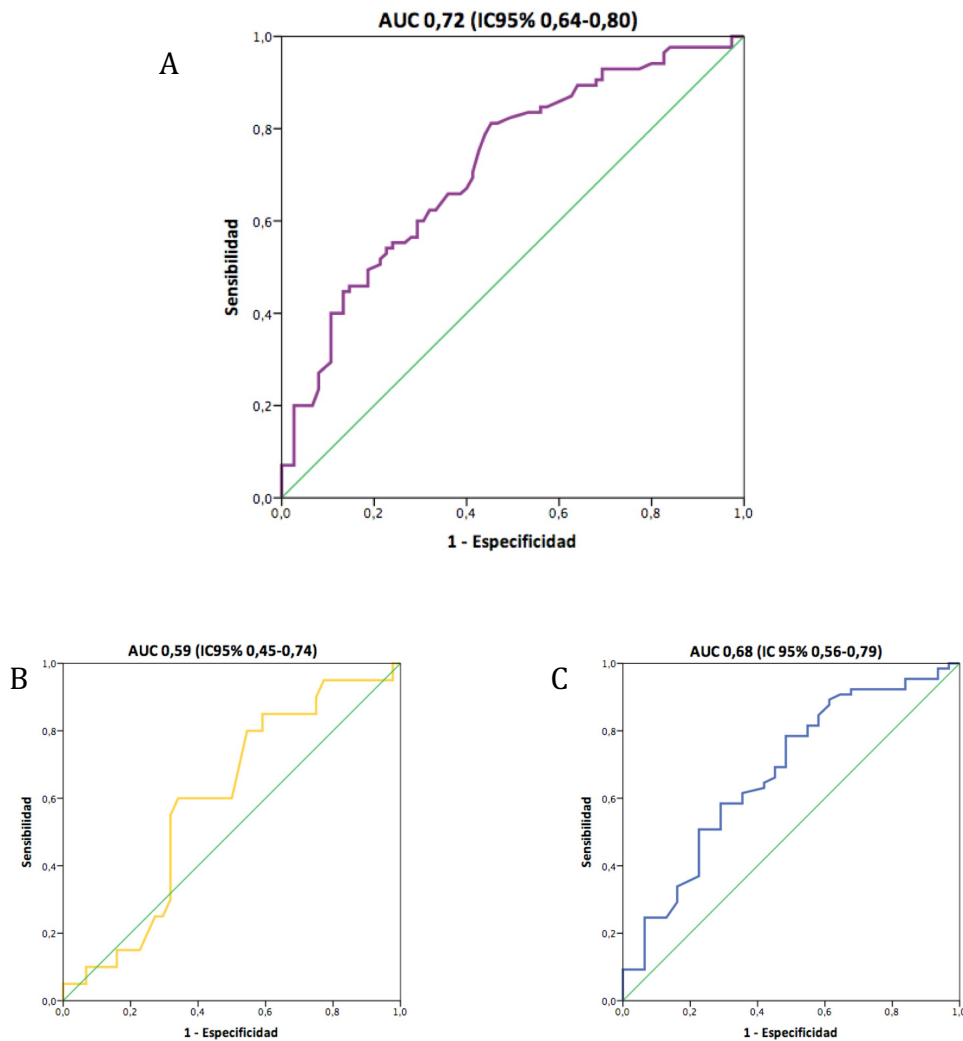 AUC 0,72 (IC95% 0,64-0,80)
A
1,0
0,8
0,6
0,4
0,2
0,0
Sensibilidad
0,0 0,2 0,4 0,6 0,8 1,0
1 - Especificidad
AUC 0,59 (IC95% 0,45-0,74)
B
1,0
0,8
0,6
0,4
0,2
0,0
Sensibilidad
0,0 0,2 0,4 0,6 0,8 1,0
1 - Especificidad
AUC 0,68 (IC 95% 0,56-0,79)
C
1,0
0,8
0,6
0,4
0,2
0,0
Sensibilidad
0,0 0,2 0,4 0,6 0,8 1,0
1 - Especificidad